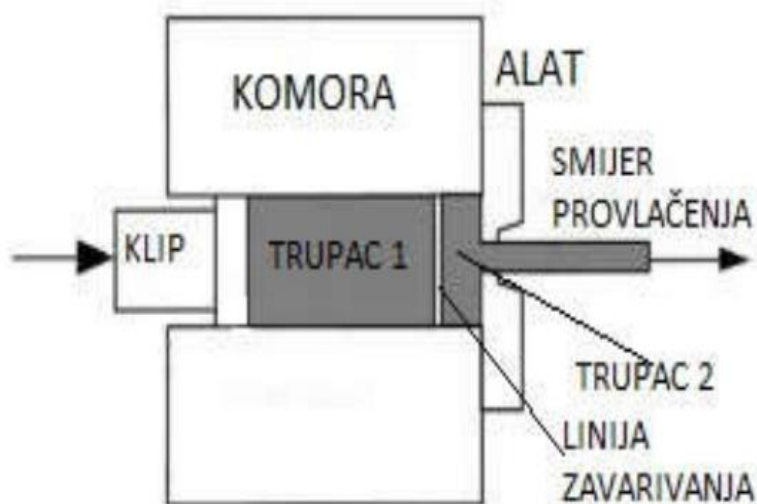 KOMORA
ALAT
SMIJER
PROVLAČENJA
KLIP
TRUPAC 1
TRUPAC 2
LINIJA
ZAVARIVANJA